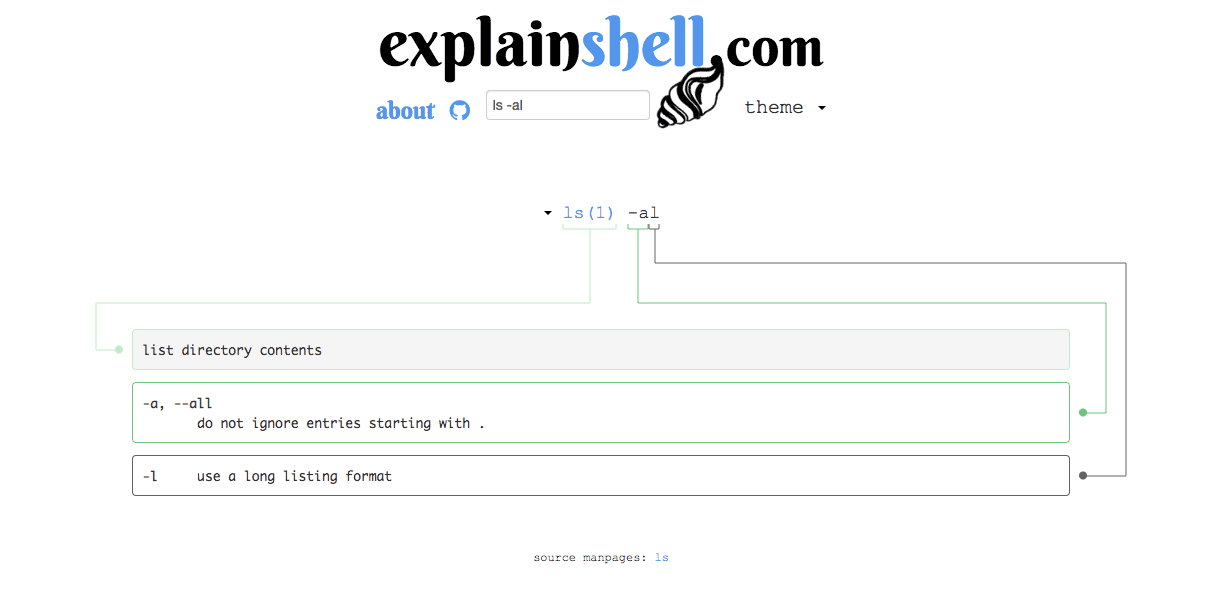 explainshell.com
about ls -al theme
ls(1) -al
list directory contents
-a, --all
do not ignore entries starting with .
-l use a long listing format
source manpages: ls